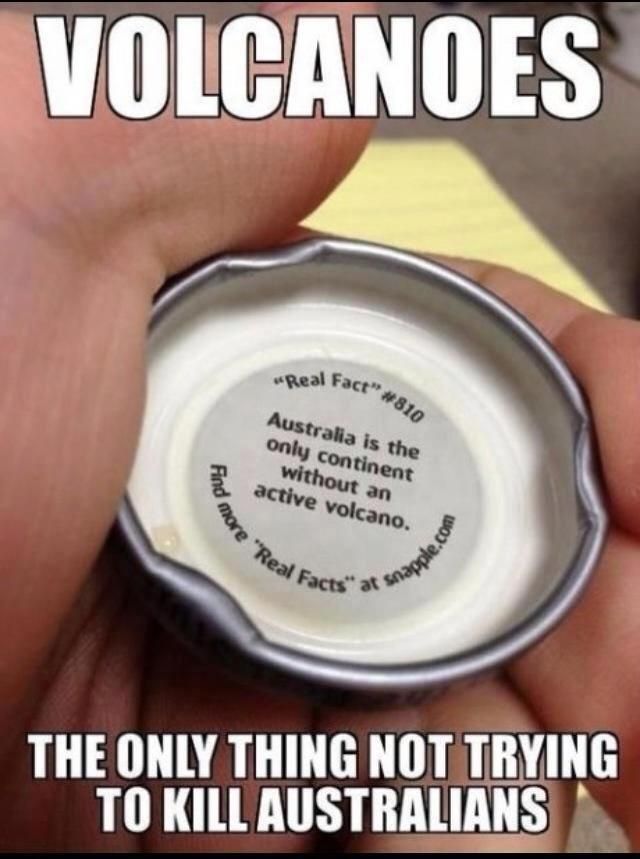 VOLCANOES
"Real Fact" #810
Australia is the
only continent
without an
active volcano.
Find more "Real Facts" at snapple.com
THE ONLY THING NOT TRYING
TO KILL AUSTRALIANS